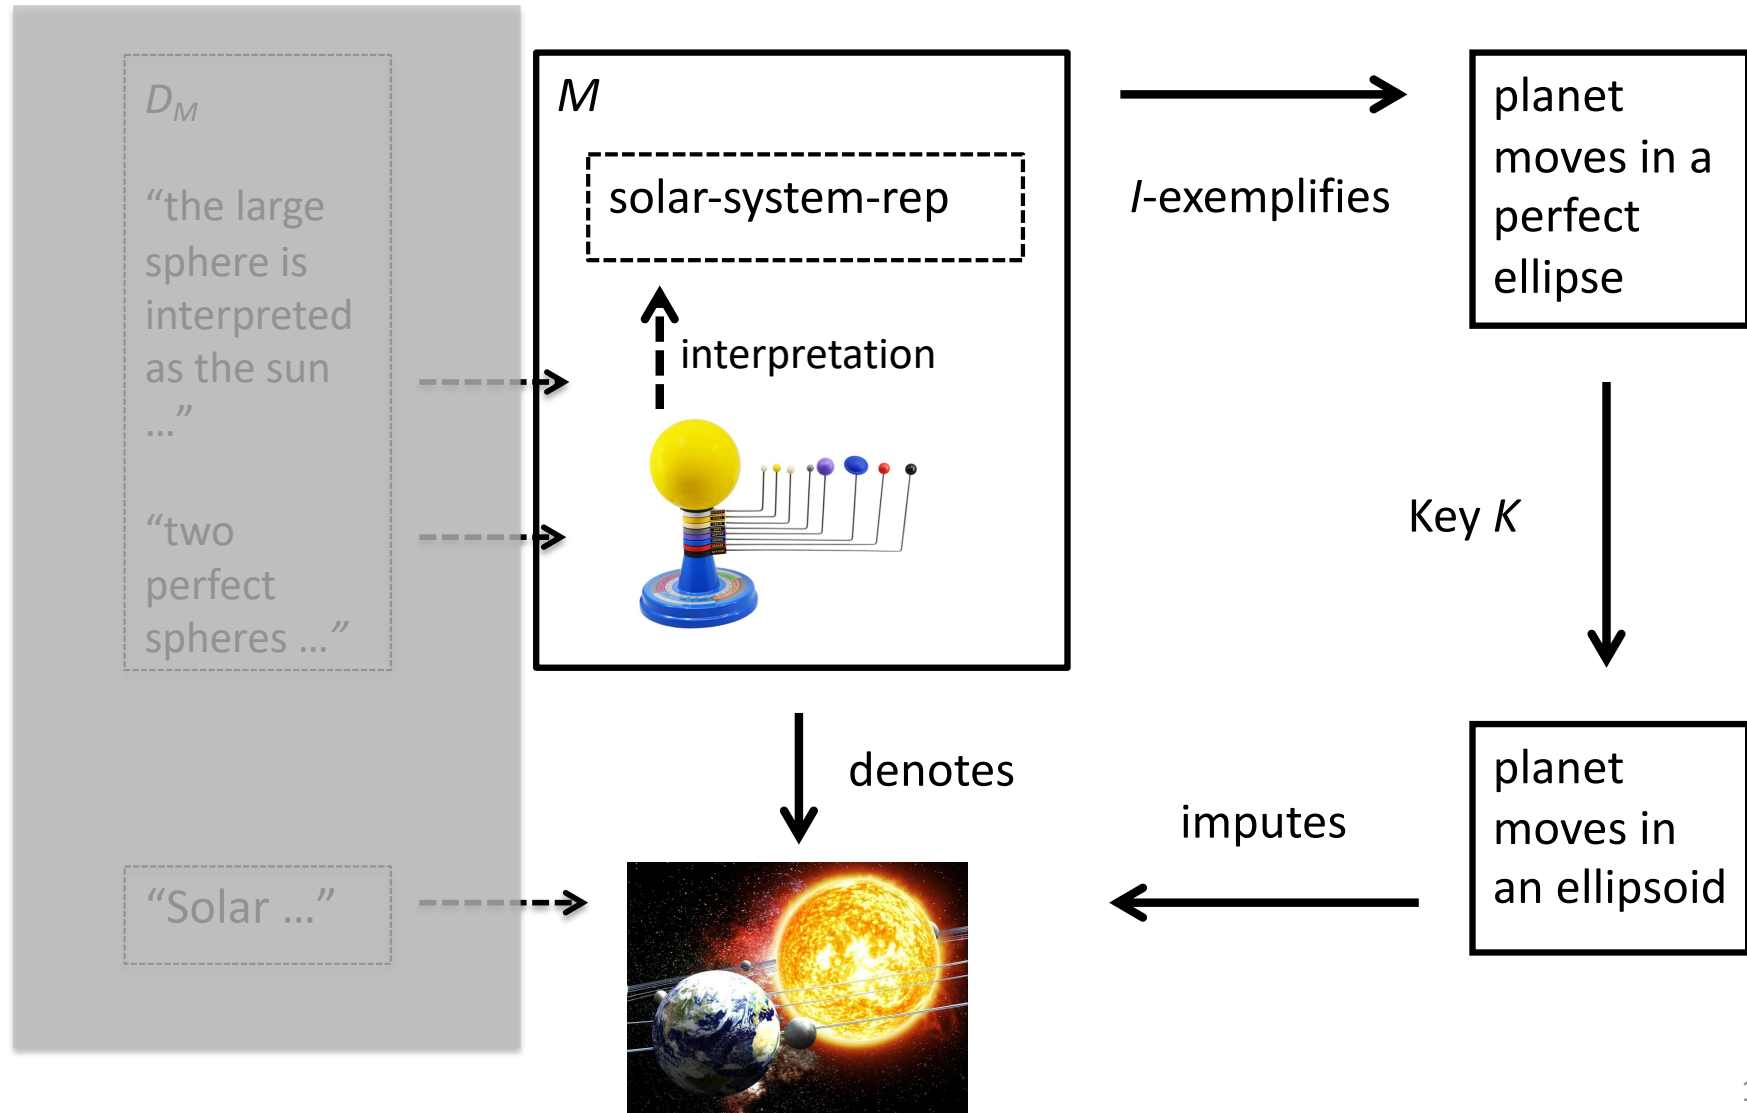 D_M
“the large
sphere is
interpreted
as the sun
…”
“two
perfect
spheres …”
“Solar …”
M
solar-system-rep
interpretation
denotes
I-exemplifies
planet
moves in a
perfect
ellipse
Key K
planet
moves in
an ellipsoid
imputes